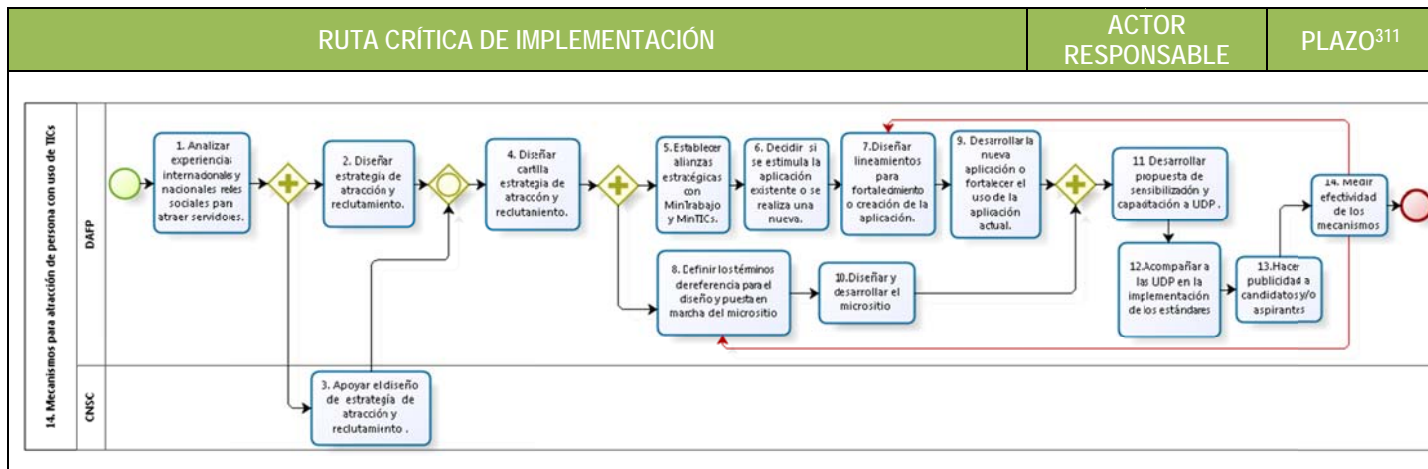 RUTA CRÍTICA DE IMPLEMENTACIÓN
ACTOR
RESPONSABLE
PLAZO311
14. Mecanismos para atracción de persona con uso de TICs
DAFP
1. Analizar
experiencia:
internacionales y
nacionales reles
sociales para
atraer servidores.
2. Diseñar
estrategia de
atracción y
reclutamiento.
4. Diseñar
cartilla
estrategia de
atracción y
reclutamiento.
5. Establecer
alianzas
estratégicas
con
MinTrabajo
y MinTICs.
6. Decidir si
se estimula la
aplicación
existente o se
realiza una
nueva.
7.Diseñar
lineamientos
para
fortalecimiento
o creación de la
aplicación.
9. Desarrollar la
nueva
aplicación o
fortalecer el
uso de la
aplicación
actual.
11 Desarrollar
propuesta de
sensibilización y
capacitación a UDP .
14. Medir
efectividad
de los
mecanismos
8. Definir los términos
de referencia para el
diseño y puesta en
marcha del micrositio
10.Diseñar y
desarrollar el
micrositio
12.Acompañar a
las UDP en la
implementación
de los estándares
13.Hacer
publicidad a
candidatos y/o
aspirantes
CNSC
3. Apoyar el diseño
de estrategia de
atracción y
reclutamiento .